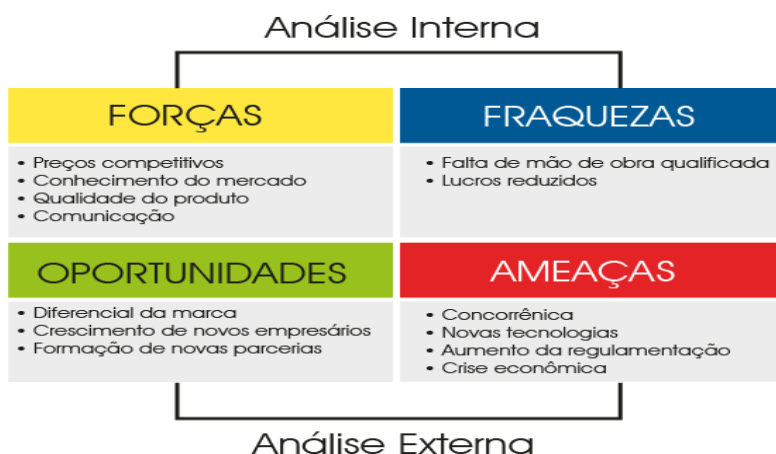 Análise Interna
FORÇAS
• Preços competitivos
• Conhecimento do mercado
• Qualidade do produto
• Comunicação
FRAQUEZAS
• Falta de mão de obra qualificada
• Lucros reduzidos
OPORTUNIDADES
• Diferencial da marca
• Crescimento de novos empresários
• Formação de novas parcerias
AMEAÇAS
• Concorrênica
• Novas tecnologias
• Aumento da regulamentação
• Crise econômica
Análise Externa